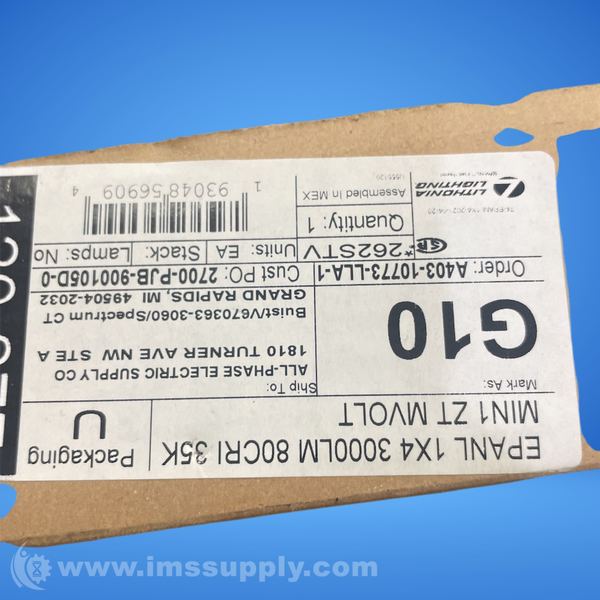 EPANL 1X4 3000LM 80CRI 35K
MIN1 ZT MVOLT
Packaging
U
Mark As:
G10
Ship To:
ALL-PHASE ELECTRIC SUPPLY CO
1810 TURNER AVE NW STE A
Buist/V670363-3060/Spectrum CT
GRAND RAPIDS, MI 49504-2032
Order: A403-10773-LLA-1
Cust PO: 2700-PJB-900105D-0
*262STV
Units: EA
Stack:
Lamps: No
Quantity: 1
Assembled in MEX
LITHONIA
LIGHTING
1 93048 56909 4
www.imssupply.com